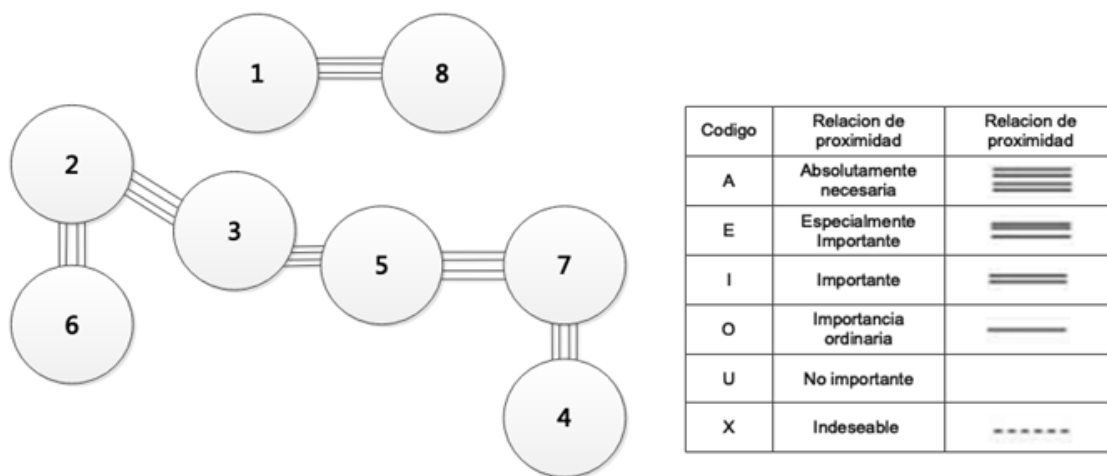 1
8
2
3
5
7
6
4
Codigo
Relacion de
proximidad
Relacion de
proximidad
A
Absolutamente
necesaria
E
Especialmente
Importante
I
Importante
O
Importancia
ordinaria
U
No importante
X
Indeseable